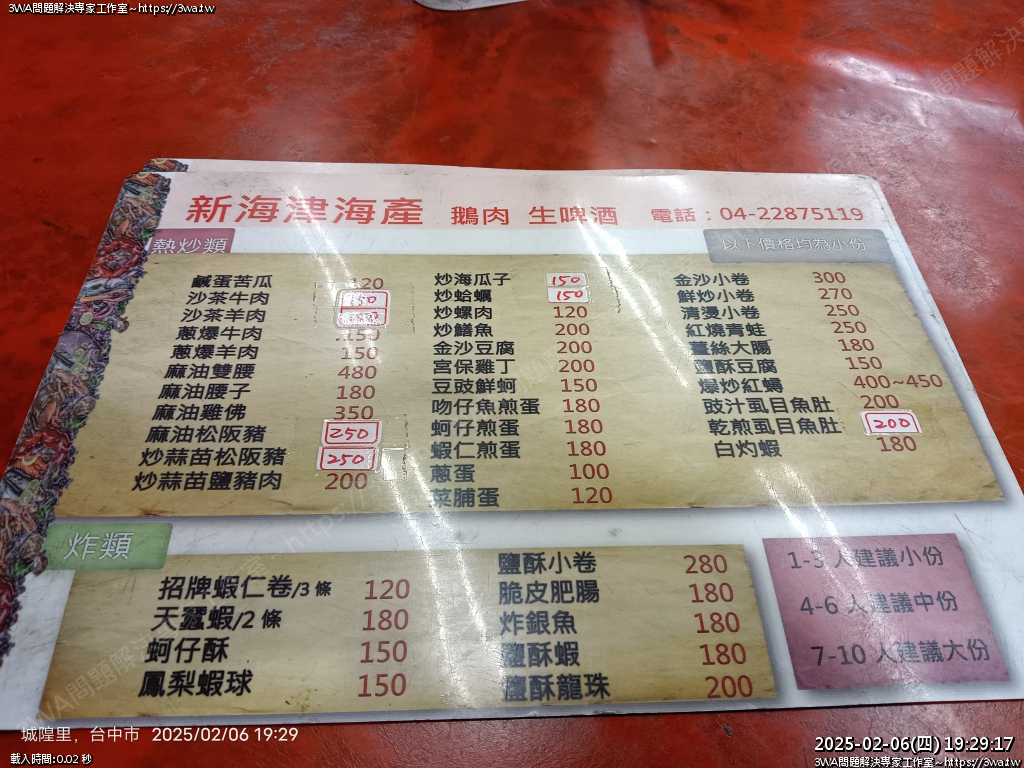 3WA問題解決専家工作室~https://3wa.tw
新海津海產 鵝肉 生啤酒 電話：04-22875119
熱炒類
以下價格均為小份
鹹蛋苦瓜 120
沙茶牛肉 150
沙茶羊肉
蔥爆牛肉 150
蔥爆羊肉 150
麻油雙腰 480
麻油腰子 180
麻油雞佛 350
麻油松阪豬 250
炒蒜苗松阪豬 250
炒蒜苗鹽豬肉 200
炒海瓜子 150
炒蛤蠣 150
炒螺肉 120
炒鱔魚 200
金沙豆腐 200
宮保雞丁 200
豆豉鮮蚵 150
吻仔魚煎蛋 180
蚵仔煎蛋 180
蝦仁煎蛋 180
蔥蛋 100
菜脯蛋 120
金沙小卷 300
鮮炒小卷 270
清燙小卷 250
紅燒青蛙 250
薑絲大腸 180
鹽酥豆腐 150
爆炒紅蟳 400~450
豉汁虱目魚肚 200
乾煎虱目魚肚 200
白灼蝦 180
炸類
招牌蝦仁卷/3 條 120
天蠶蝦/2 條 180
蚵仔酥 150
鳳梨蝦球 150
鹽酥小卷 280
脆皮肥腸 180
炸銀魚 180
鹽酥蝦 180
鹽酥龍珠 200
1-3 人建議小份
4-6 人建議中份
7-10 人建議大份
城隍里，台中市 2025/02/06 19:29
載入時間:0.02 秒
2025-02-06(四) 19:29:17
3WA問題解決専家工作室~https://3wa.tw